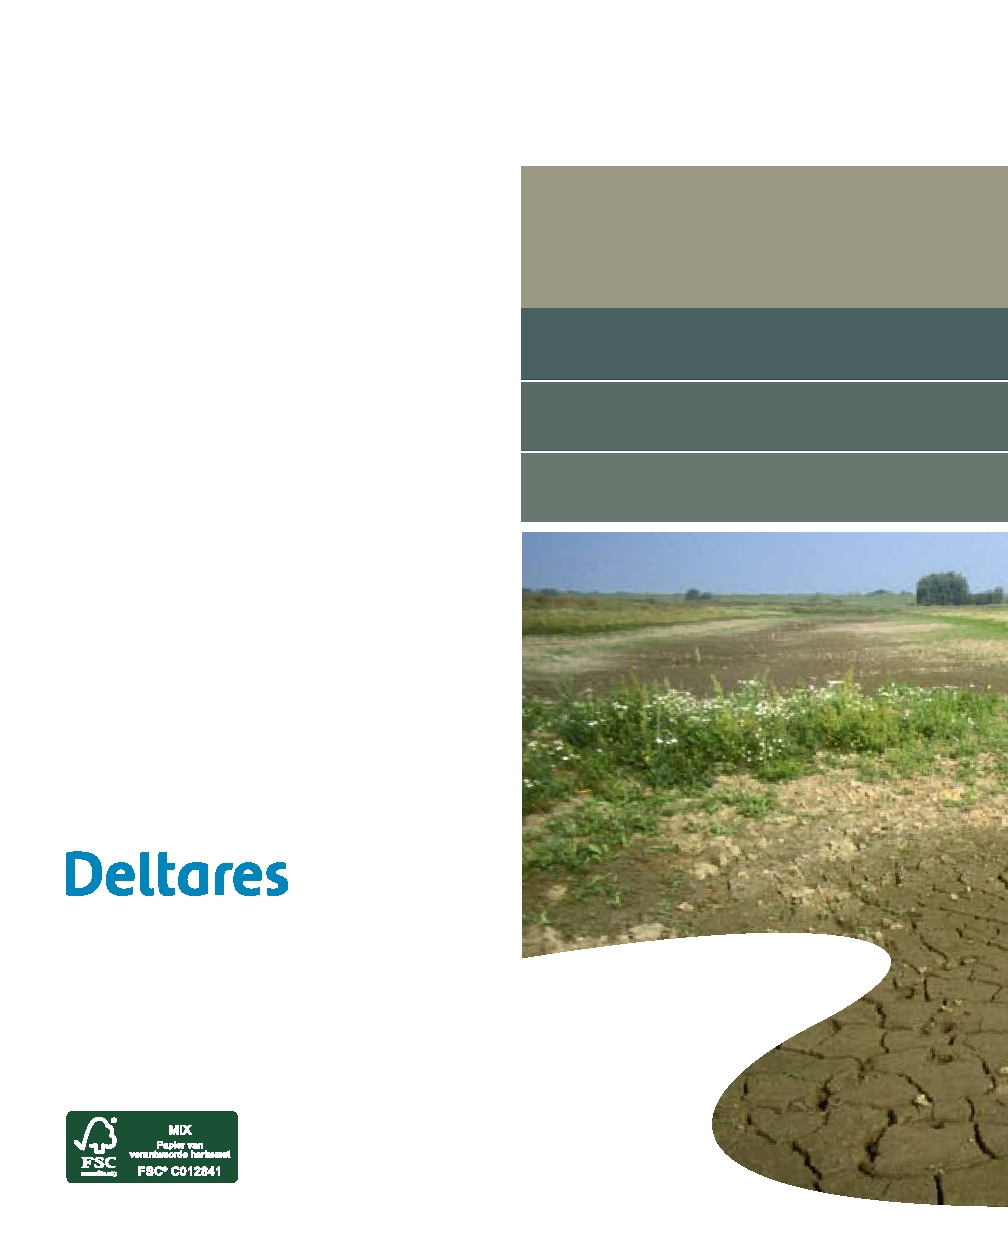 Deltares
MIX
Papier van
verantwoorde herkomst
FSC
FSC® C012841